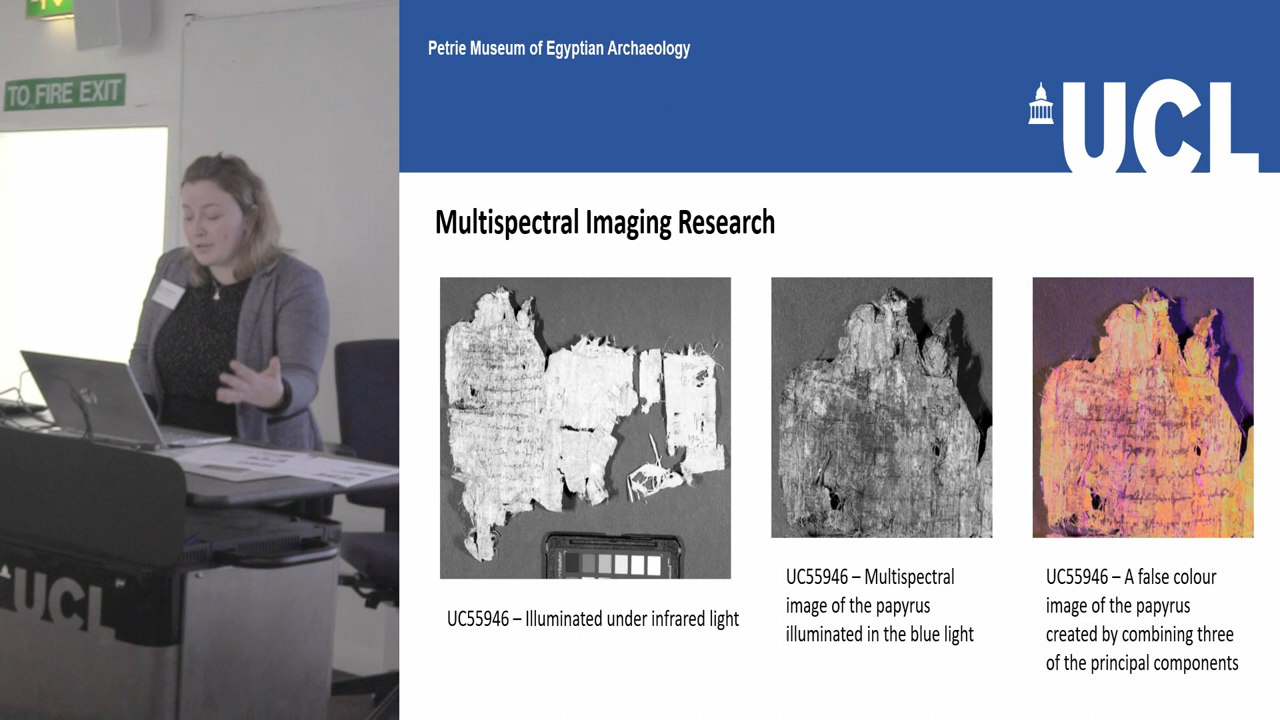 TO FIRE EXIT
UCL
Petrie Museum of Egyptian Archaeology
UCL
Multispectral Imaging Research
UC55946 – Illuminated under infrared light
UC55946 – Multispectral
image of the papyrus
illuminated in the blue light
UC55946 – A false colour
image of the papyrus
created by combining three
of the principal components